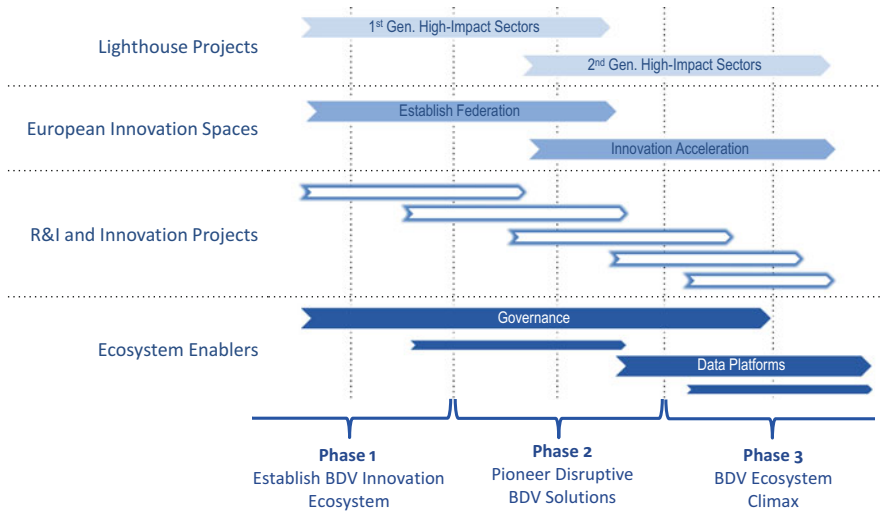 Lighthouse Projects
1st Gen. High-Impact Sectors
2nd Gen. High-Impact Sectors
European Innovation Spaces
Establish Federation
Innovation Acceleration
R&I and Innovation Projects
Ecosystem Enablers
Governance
Data Platforms
Phase 1
Establish BDV Innovation
Ecosystem
Phase 2
Pioneer Disruptive
BDV Solutions
Phase 3
BDV Ecosystem
Climax